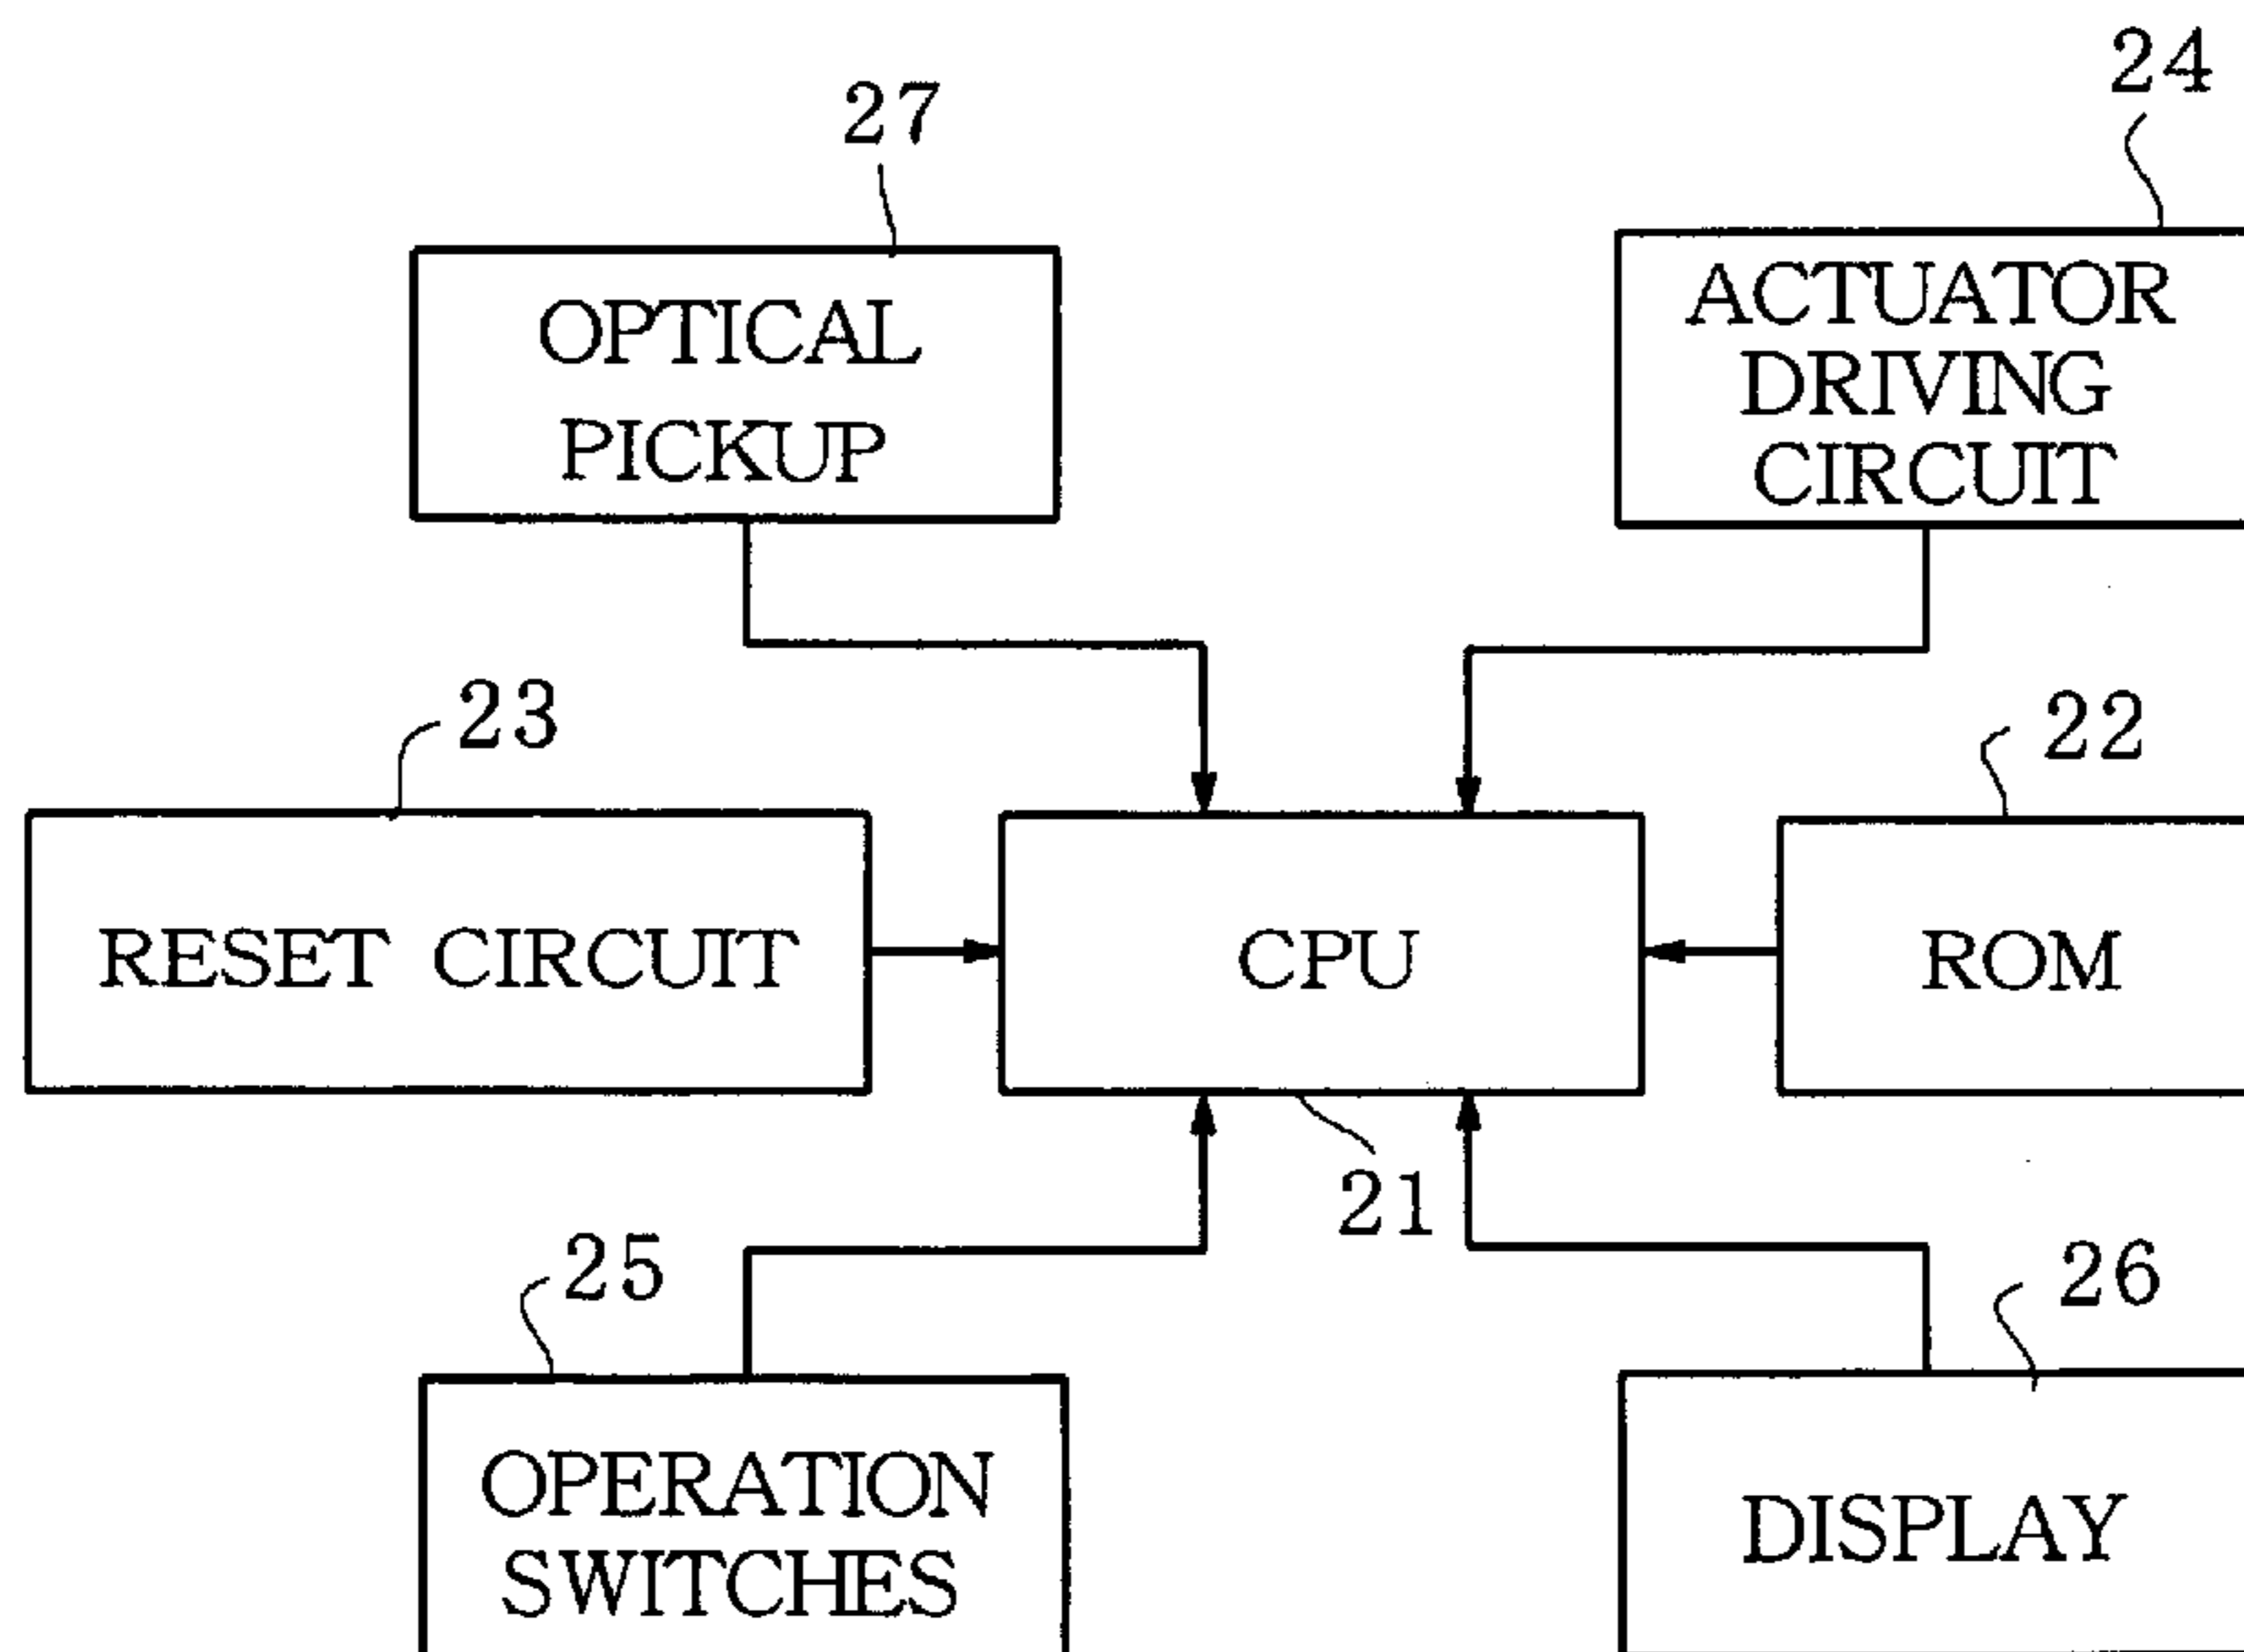 24
27
ACTUATOR
DRIVING
CIRCUIT
OPTICAL
PICKUP
23
22
RESET CIRCUIT
CPU
ROM
21
25
26
OPERATION
SWITCHES
DISPLAY